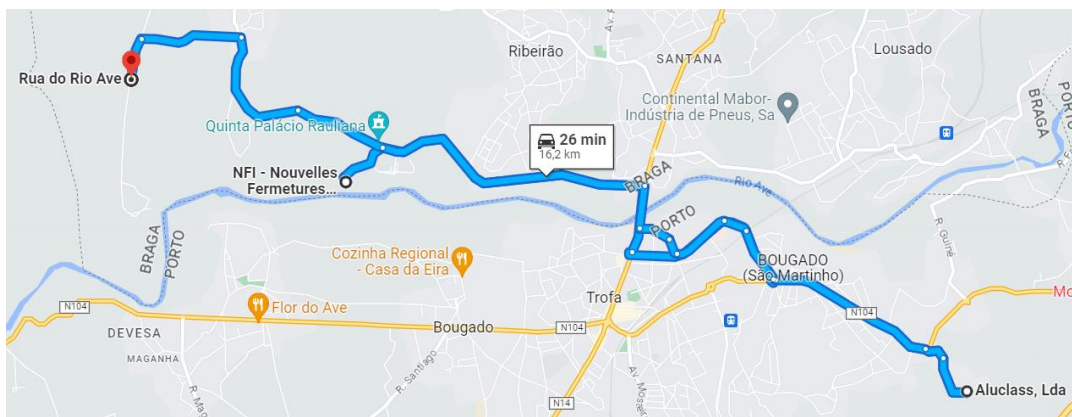 Rua do Rio Ave
Ribeirão
Av.
SANTANA
Lousado
Continental Mabor-
Indústria de Pneus, Sa
BRAGA
PORTO
Quinta Palácio Rauliana
26 min
16,2 km
NFI - Nouvelles
Fermetures...
BRAGA
PORTO
Rio Ave
R. Guiné
BRAGA
PORTO
Cozinha Regional
- Casa da Eira
BOUGADO
(São Martinho)
Trofa
N104
Flor do Ave
DEVESA
Bougado
N104
N104
MAGANHA
R. Santiago
N14
Aluclass, Lda